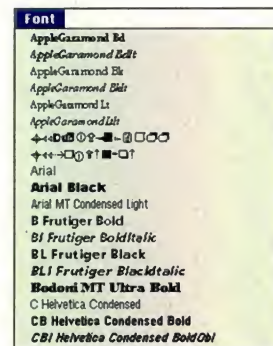 Font
AppleGaramond Bd
AppleGaramond BdIt
AppleGaramond Bk
AppleGaramond BkIt
AppleGaramond Lt
AppleGaramond LtIt
Arial
Arial Black
Arial MT Condensed Light
B Frutiger Bold
BI Frutiger BoldItalic
BL Frutiger Black
BLI Frutiger BlackItalic
Bodoni MT Ultra Bold
C Helvetica Condensed
CB Helvetica Condensed Bold
CBI Helvetica Condensed BoldObl